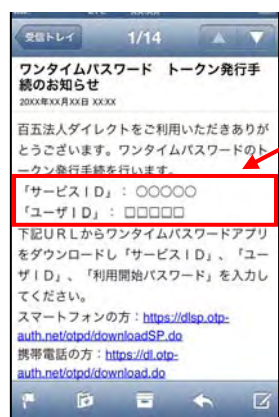 受信トレイ
1/14
ワンタイムパスワード　トークン発行手
続のお知らせ
20XX年XX月XX日 XX:XX
百五法人ダイレクトをご利用いただきありが
とうございます。ワンタイムパスワードのト
ークン発行手続を行います。
「サービスＩＤ」：○○○○○
「ユーザＩＤ」：□□□□□
下記ＵＲＬからワンタイムパスワードアプリ
をダウンロードし「サービスＩＤ」、「ユー
ザＩＤ」、「利用開始パスワード」を入力し
てください。
スマートフォンの方：https://dlsp.otp-
auth.net/otpd/downloadSP.do
携帯電話の方：https://dl.otp-
auth.net/otpd/download.do